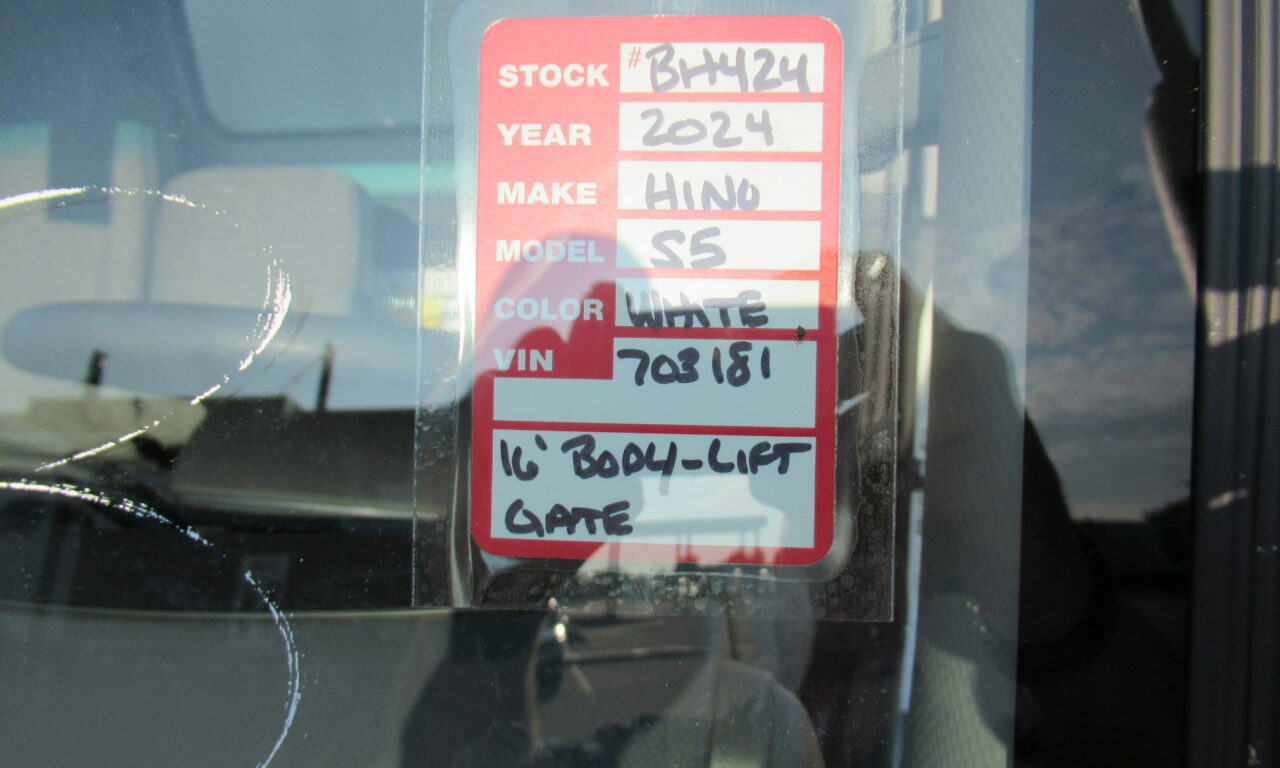 STOCK #BH424
YEAR 2024
MAKE HINO
MODEL S5
COLOR WHITE
VIN 703181
16' BODY-LIFT
GATE